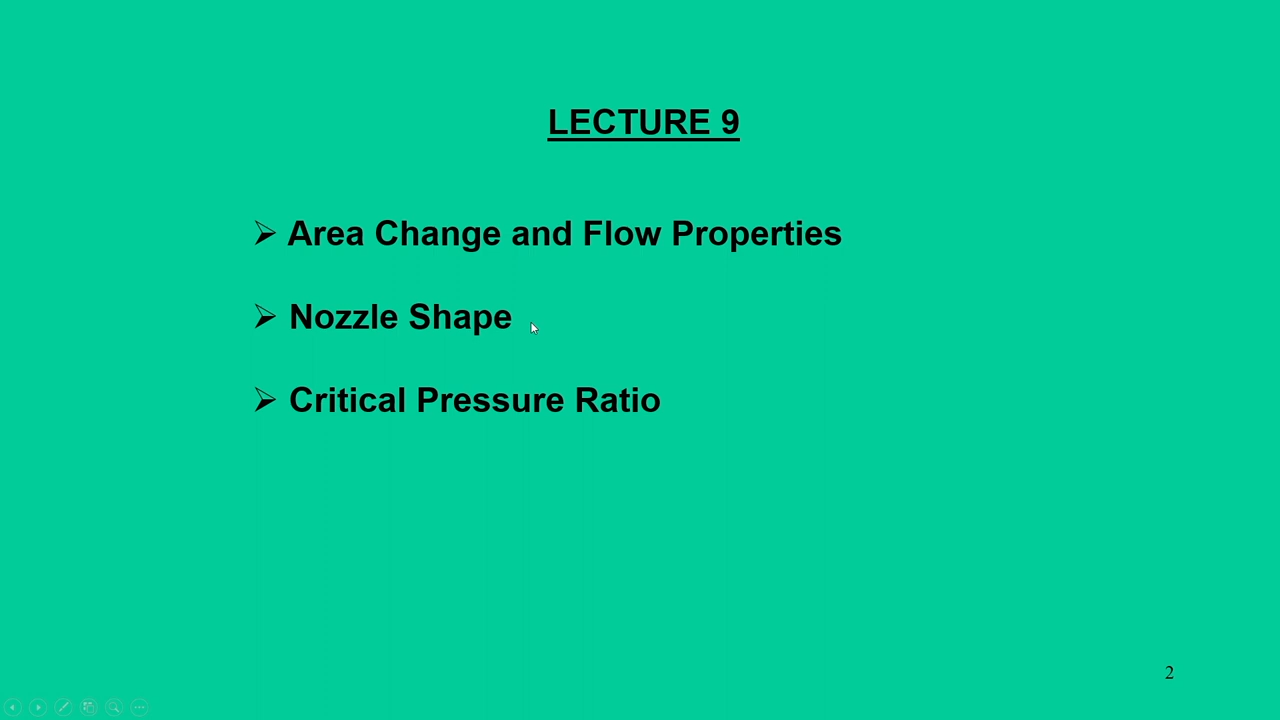 LECTURE 9
➢ Area Change and Flow Properties
➢ Nozzle Shape
➢ Critical Pressure Ratio
2